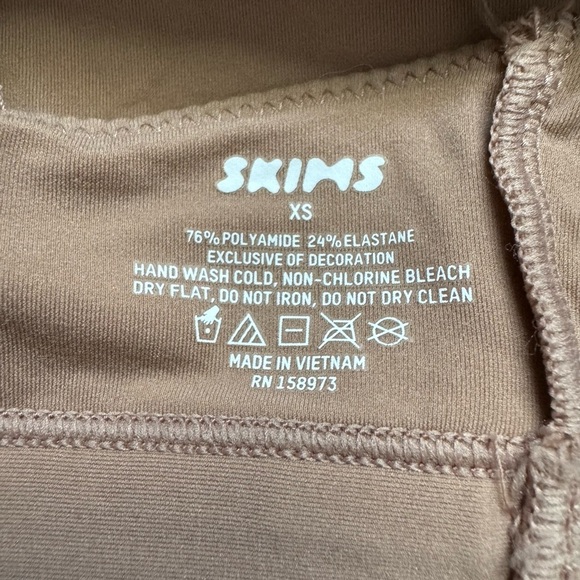 SKIMS
XS
76% POLYAMIDE 24% ELASTANE
EXCLUSIVE OF DECORATION
HAND WASH COLD, NON-CHLORINE BLEACH
DRY FLAT, DO NOT IRON, DO NOT DRY CLEAN
MADE IN VIETNAM
RN 158973